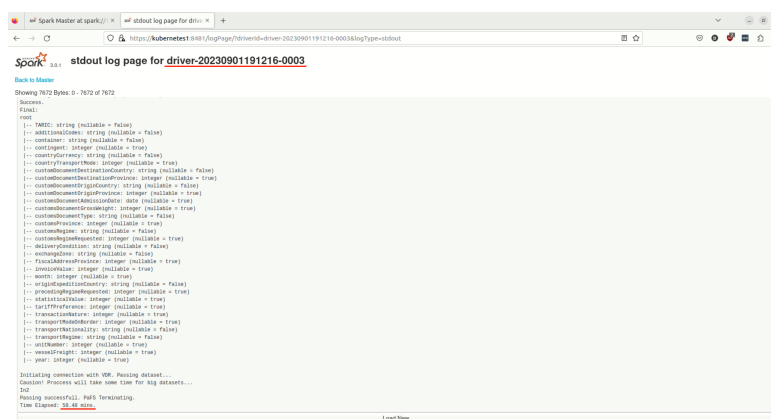 Spark Master at spark://
stdout log page for drive
https://kubernetes1:8481/logPage/?driverId=driver-20230901191216-0003&logType=stdout
Spark 3.0.1 stdout log page for driver-20230901191216-0003
Back to Master
Showing 7672 Bytes: 0 - 7672 of 7672
Success.
Final:
root
|-- TARIC: string (nullable = false)
|-- additionalCodes: string (nullable = false)
|-- container: string (nullable = false)
|-- contingent: integer (nullable = true)
|-- countryCurrency: string (nullable = false)
|-- countryTransportMode: integer (nullable = true)
|-- customDocumentDestinationCountry: string (nullable = false)
|-- customDocumentDestinationProvince: integer (nullable = true)
|-- customDocumentOriginCountry: string (nullable = false)
|-- customDocumentOriginProvince: integer (nullable = true)
|-- customsDocumentAdmissionDate: date (nullable = true)
|-- customsDocumentGrossWeight: integer (nullable = true)
|-- customsDocumentType: string (nullable = false)
|-- customsProvince: integer (nullable = true)
|-- customsRegime: string (nullable = false)
|-- customsRegimeRequested: integer (nullable = true)
|-- deliveryCondition: string (nullable = false)
|-- exchangeZone: string (nullable = false)
|-- fiscalAddressProvince: integer (nullable = true)
|-- invoiceValue: integer (nullable = true)
|-- month: integer (nullable = true)
|-- originExpeditionCountry: string (nullable = false)
|-- precedingRegimeRequested: integer (nullable = true)
|-- statisticalValue: integer (nullable = true)
|-- tariffPreference: integer (nullable = true)
|-- transactionNature: integer (nullable = true)
|-- transportModeOnBorder: integer (nullable = true)
|-- transportNationality: string (nullable = false)
|-- transportRegime: string (nullable = false)
|-- unitNumber: integer (nullable = true)
|-- vesselFreight: integer (nullable = true)
|-- year: integer (nullable = true)
Initiating connection with VDR. Passing dataset...
Causion! Proccess will take some time for big datasets...
In2
Passing successfull. PaFS Terminating.
Time Elapsed: 50.40 mins.
Load New